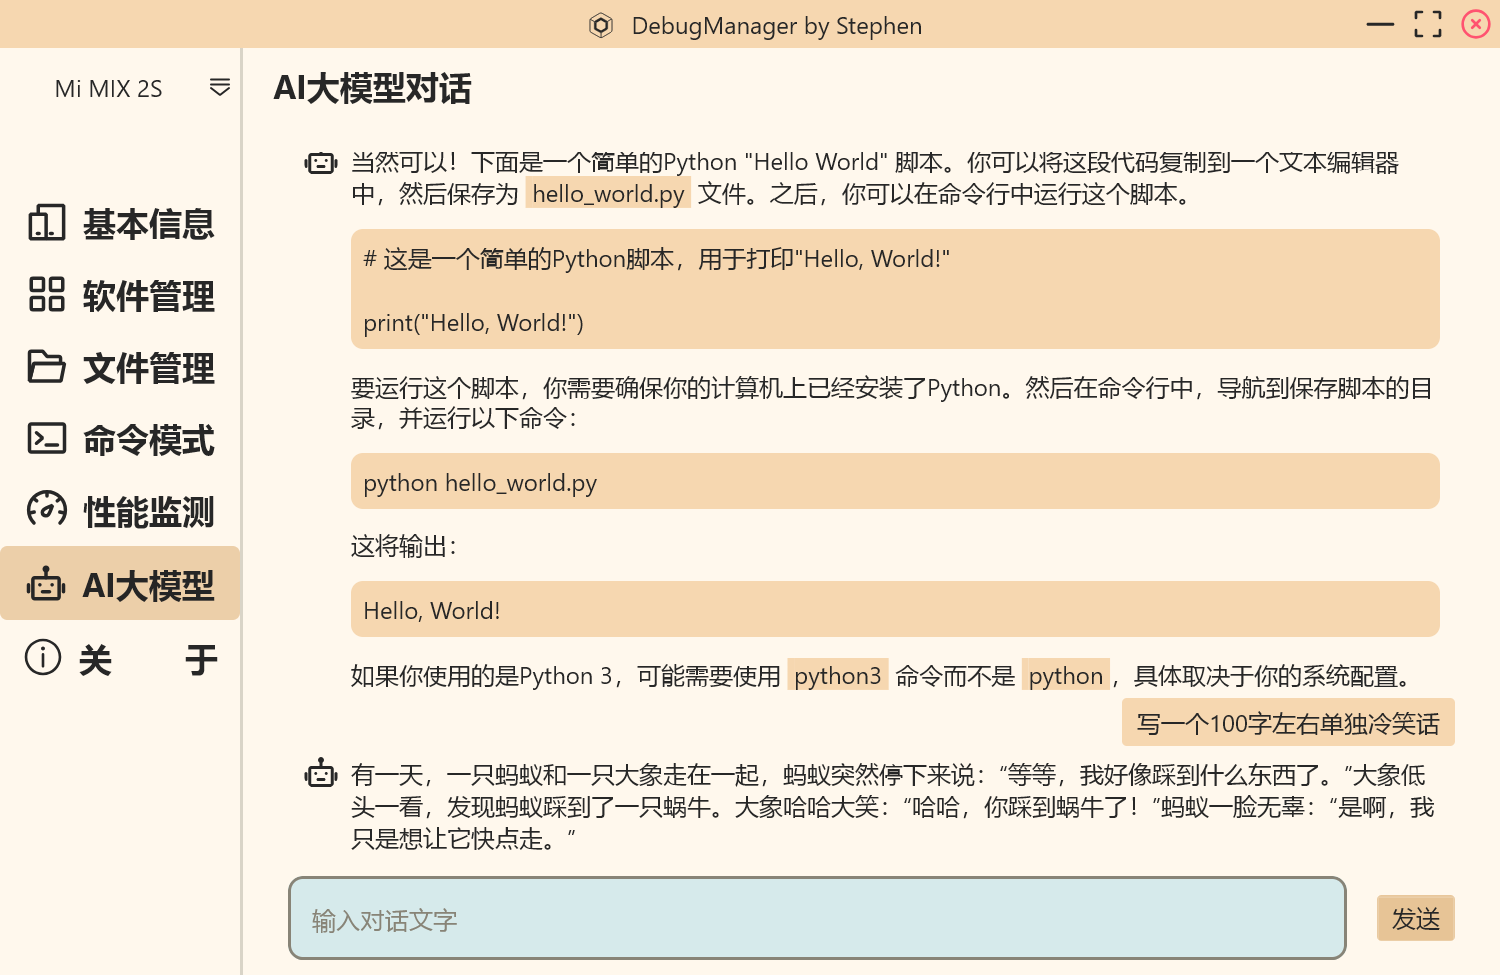 DebugManager by Stephen
Mi MIX 2S
基本信息
软件管理
文件管理
命令模式
性能监测
AI大模型
关 于
AI大模型对话
当然可以！下面是一个简单的Python "Hello World" 脚本。你可以将这段代码复制到一个文本编辑器
中，然后保存为 hello_world.py 文件。之后，你可以在命令行中运行这个脚本。
# 这是一个简单的Python脚本，用于打印"Hello, World!"
print("Hello, World!")
要运行这个脚本，你需要确保你的计算机上已经安装了Python。然后在命令行中，导航到保存脚本的目
录，并运行以下命令：
python hello_world.py
这将输出：
Hello, World!
如果你使用的是Python 3，可能需要使用 python3 命令而不是 python，具体取决于你的系统配置。
写一个100字左右单独冷笑话
有一天，一只蚂蚁和一只大象走在一起，蚂蚁突然停下来说：“等等，我好像踩到什么东西了。”大象低
头一看，发现蚂蚁踩到了一只蜗牛。大象哈哈大笑：“哈哈，你踩到蜗牛了！”蚂蚁一脸无辜：“是啊，我
只是想让它快点走。”
输入对话文字
发送